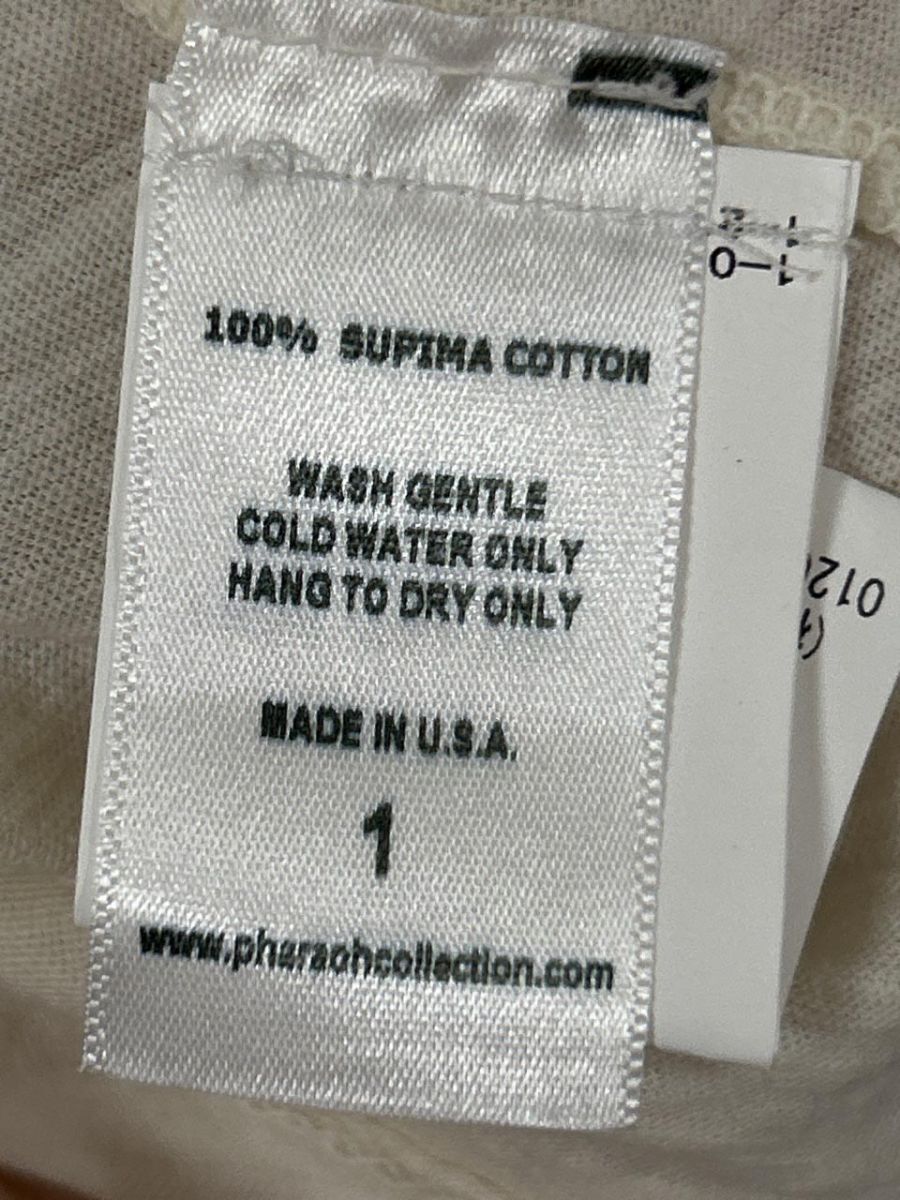 100% SUPIMA COTTON
WASH GENTLE
COLD WATER ONLY
HANG TO DRY ONLY
MADE IN U.S.A.
1
www.pharaohcollection.com